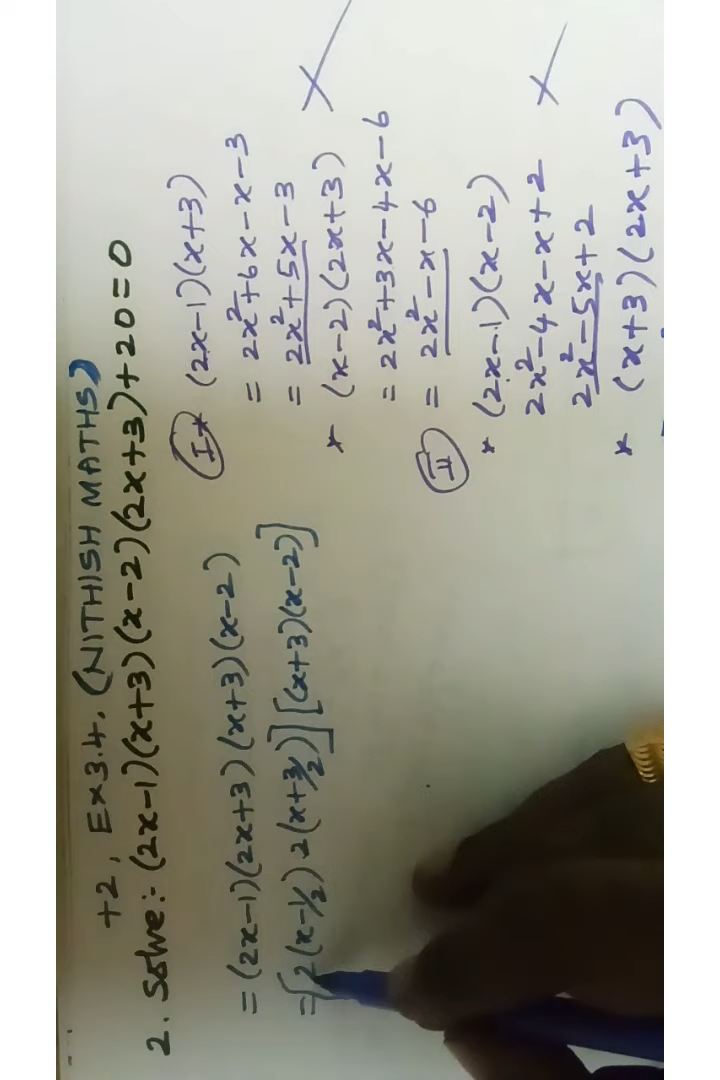 +2, Ex 3.4. (NITHISH MATHS)
2. Solve:- (2x-1)(x+3)(x-2)(2x+3)+20=0
=(2x-1)(2x+3)(x+3)(x-2)
=[2(x-1/2) 2(x+3/2)][(x+3)(x-2)]
I * (2x-1)(x+3)
= 2x²+6x-x-3
= 2x²+5x-3
* (x-2)(2x+3)
= 2x²+3x-4x-6
II = 2x²-x-6
* (2x-1)(x-2)
2x²-4x-x+2
2x²-5x+2
* (x+3)(2x+3)